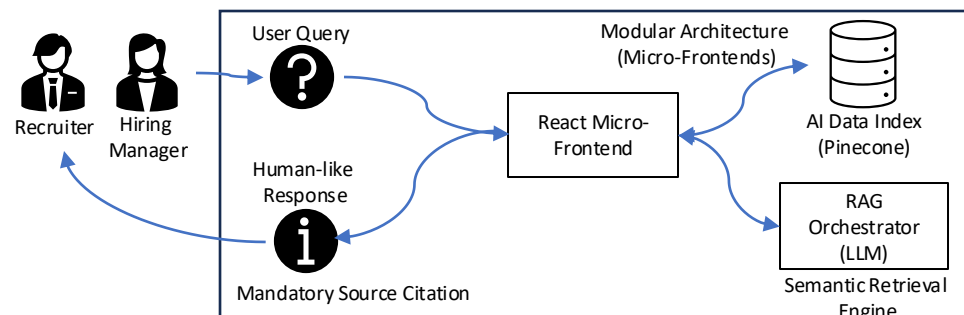 User Query
Modular Architecture
(Micro-Frontends)
Recruiter
Hiring
Manager
React Micro-
Frontend
AI Data Index
(Pinecone)
Human-like
Response
RAG
Orchestrator
(LLM)
Mandatory Source Citation
Semantic Retrieval
Engine